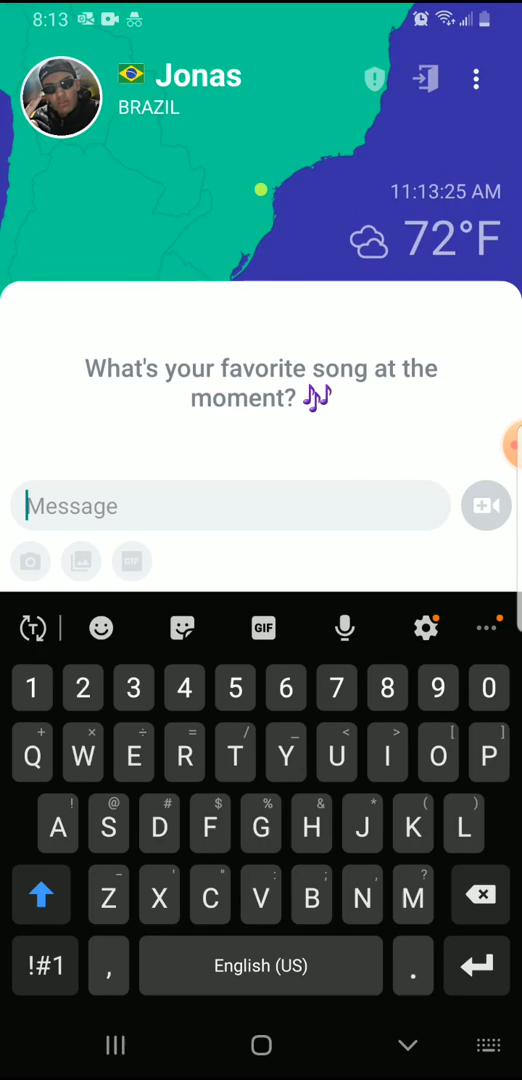 8:13
Jonas
BRAZIL
11:13:25 AM
72°F
What's your favorite song at the
moment?
Message
GIF
GIF
1 2 3 4 5 6 7 8 9 0
+ × ÷ = / _ < > [ ]
Q W E R T Y U I O P
! @ # $ % & * ( )
A S D F G H J K L
- ' " : ; , ?
Z X C V B N M
!#1 , English (US) .